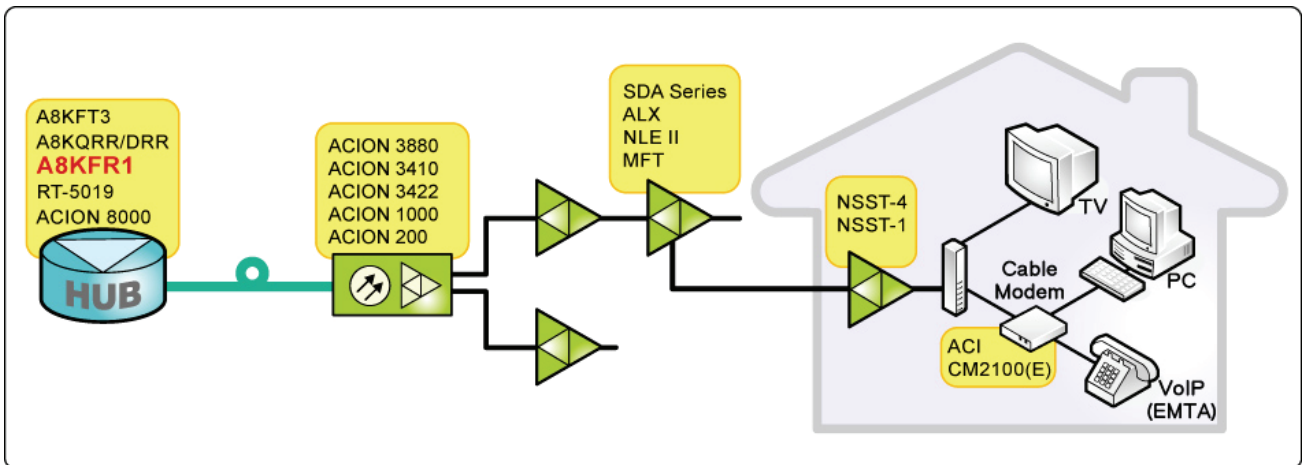 A8KFT3
A8KQRR/DRR
A8KFR1
RT-5019
ACION 8000
HUB
ACION 3880
ACION 3410
ACION 3422
ACION 1000
ACION 200
SDA Series
ALX
NLE II
MFT
NSST-4
NSST-1
TV
PC
Cable
Modem
ACI
CM2100(E)
VoIP
(EMTA)